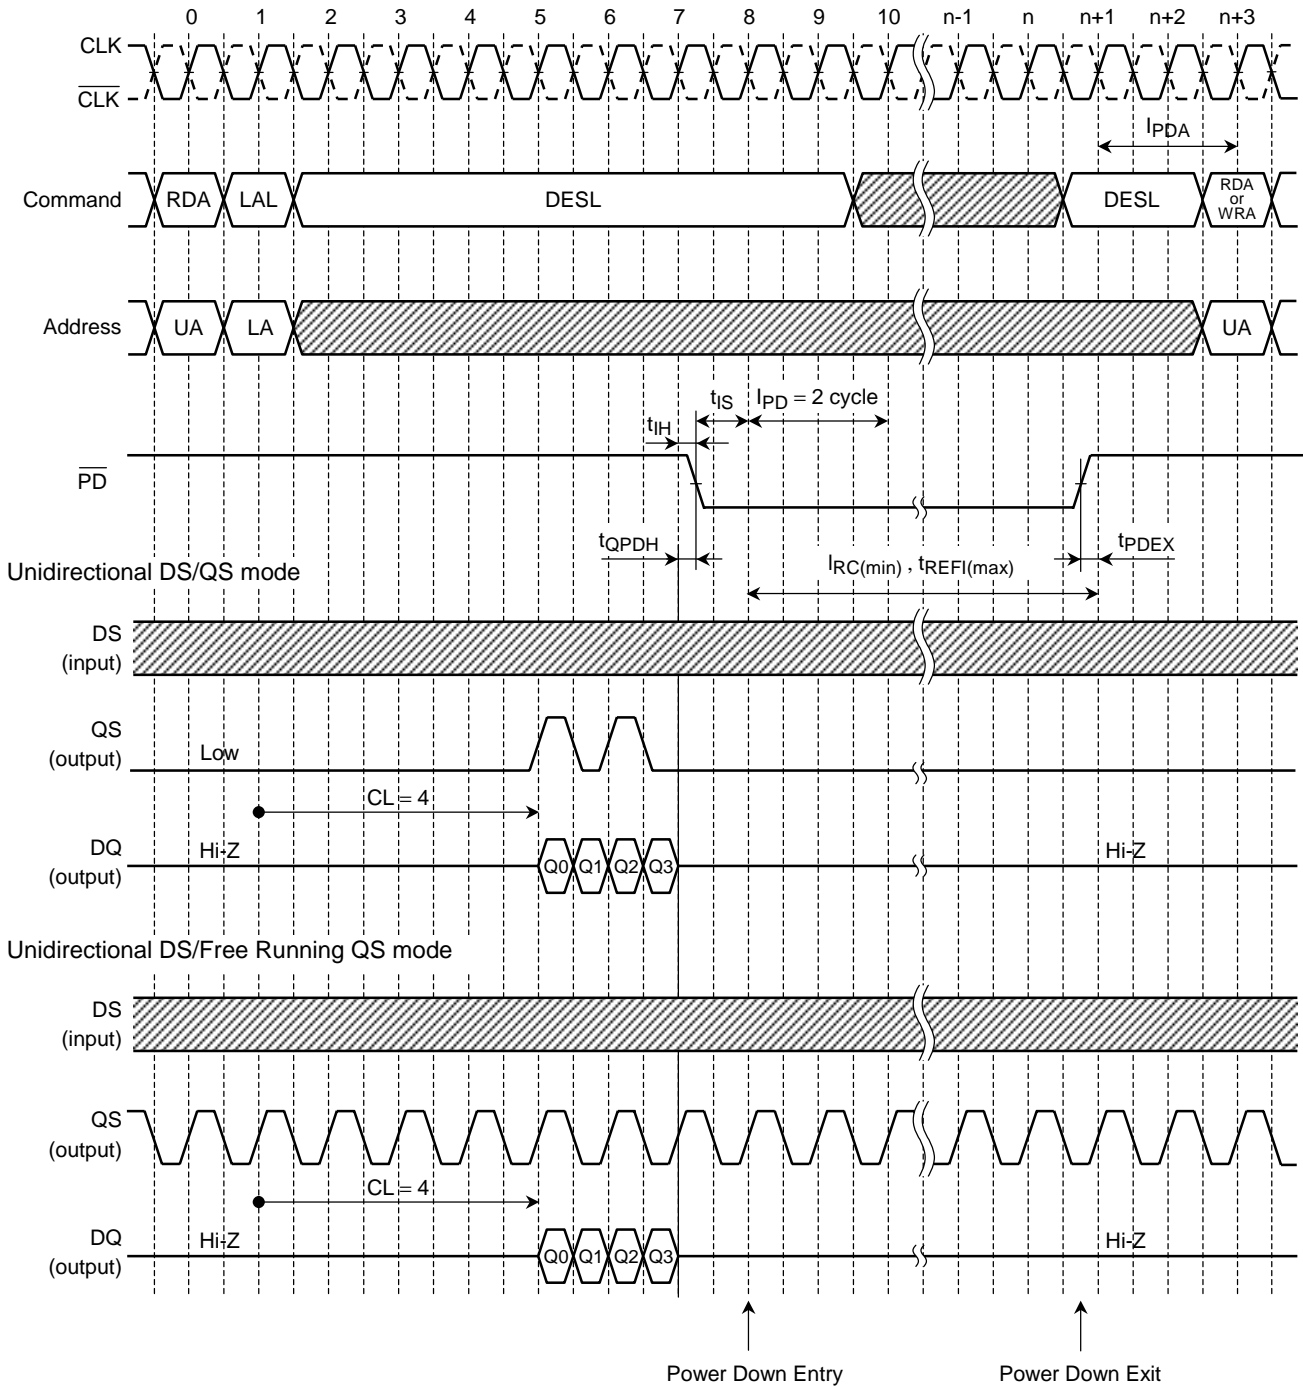 0 1 2 3 4 5 6 7 8 9 10 n-1 n n+1 n+2 n+3
CLK
CLK
IPDA
Command RDA LAL DESL DESL RDA or WRA
Address UA LA UA
tIS IPD = 2 cycle
tIH
PD
tQPDH IRC(min) , tREFI(max) tPDEX
Unidirectional DS/QS mode
DS
(input)
QS
(output)
Low
CL = 4
DQ
(output)
Hi-Z Q0 Q1 Q2 Q3 Hi-Z
Unidirectional DS/Free Running QS mode
DS
(input)
QS
(output)
CL = 4
DQ
(output)
Hi-Z Q0 Q1 Q2 Q3 Hi-Z
Power Down Entry Power Down Exit